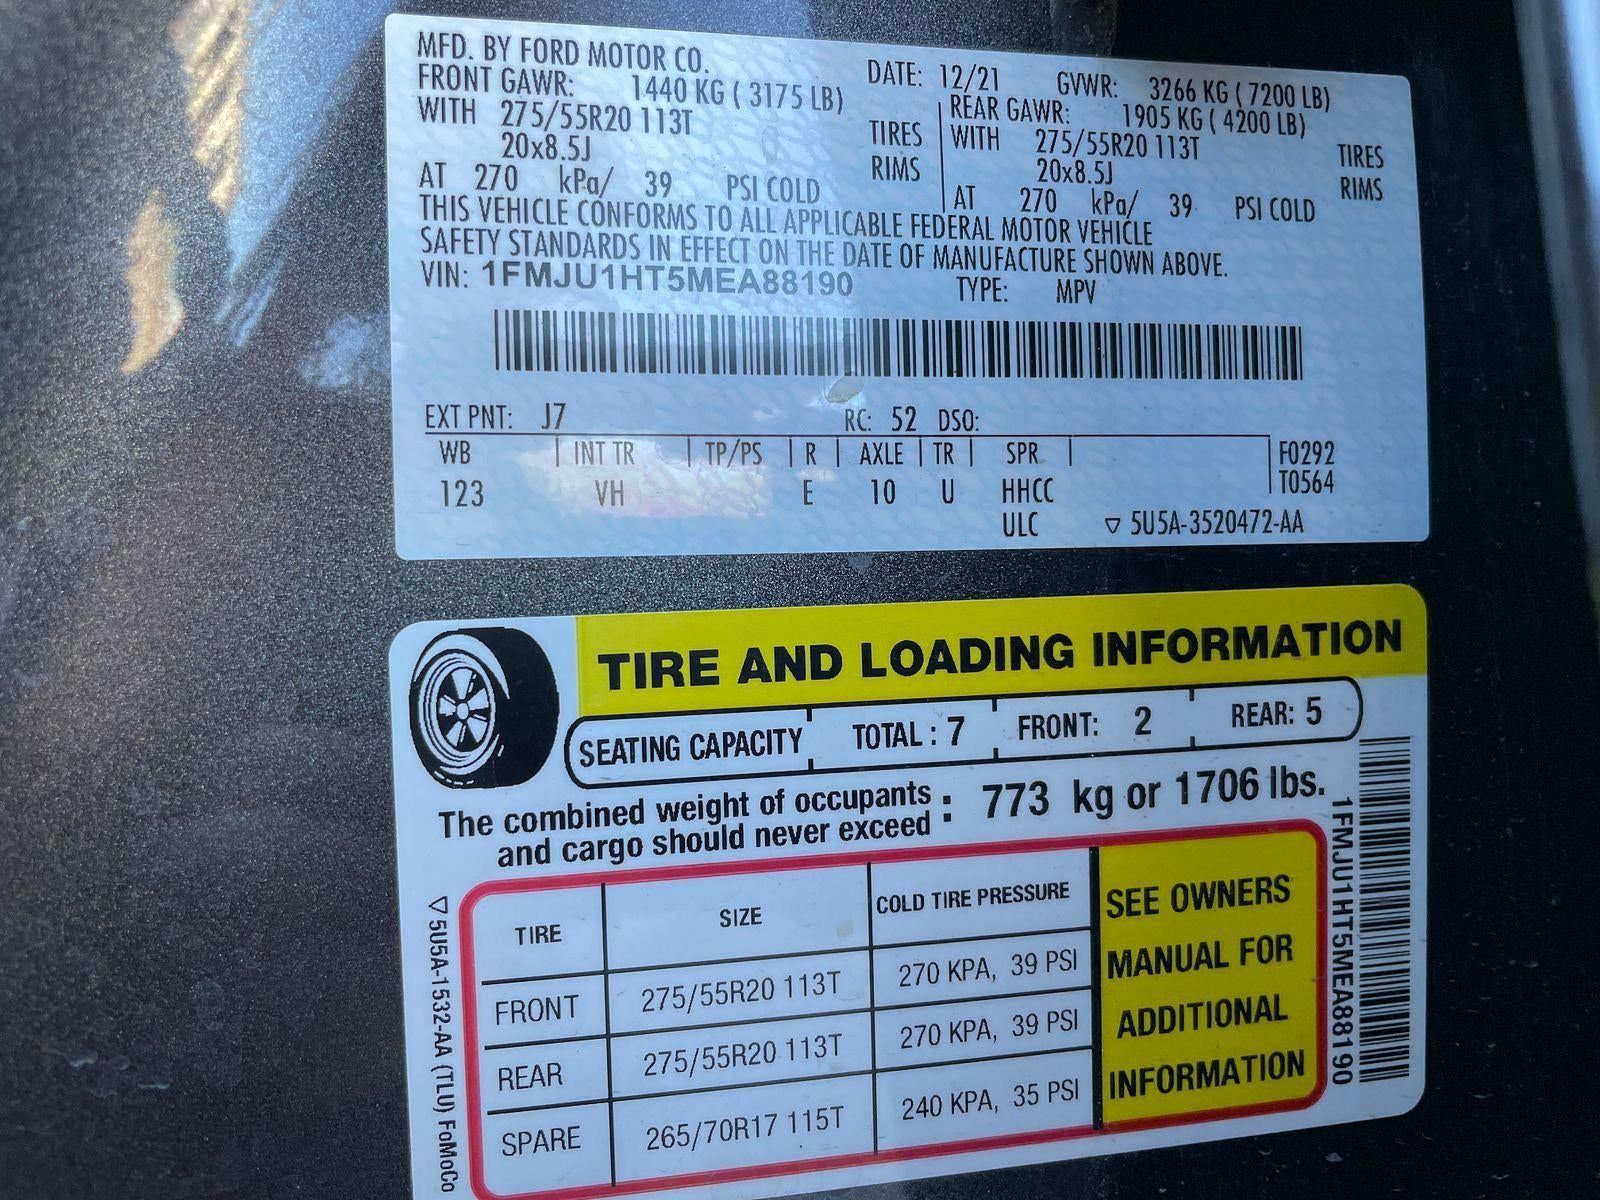 MFD. BY FORD MOTOR CO.
DATE: 12/21 GVWR: 3266 KG ( 7200 LB)
FRONT GAWR: 1440 KG ( 3175 LB)
WITH 275/55R20 113T TIRES
20x8.5J RIMS
AT 270 kPa/ 39 PSI COLD
REAR GAWR: 1905 KG ( 4200 LB)
WITH 275/55R20 113T TIRES
20x8.5J RIMS
AT 270 kPa/ 39 PSI COLD
THIS VEHICLE CONFORMS TO ALL APPLICABLE FEDERAL MOTOR VEHICLE
SAFETY STANDARDS IN EFFECT ON THE DATE OF MANUFACTURE SHOWN ABOVE.
VIN: 1FMJU1HT5MEA88190 TYPE: MPV
EXT PNT: J7 RC: 52 DSO:
WB INT TR TP/PS R AXLE TR SPR F0292
123 VH E 10 U HHCC T0564
ULC ▽ 5U5A-3520472-AA
TIRE AND LOADING INFORMATION
SEATING CAPACITY TOTAL : 7 FRONT: 2 REAR: 5
The combined weight of occupants
and cargo should never exceed : 773 kg or 1706 lbs.
TIRE SIZE COLD TIRE PRESSURE
FRONT 275/55R20 113T 270 KPA, 39 PSI
REAR 275/55R20 113T 270 KPA, 39 PSI
SPARE 265/70R17 115T 240 KPA, 35 PSI
SEE OWNERS
MANUAL FOR
ADDITIONAL
INFORMATION
1FMJU1HT5MEA88190
▽ 5U5A-1532-AA (TLU) FoMoCo